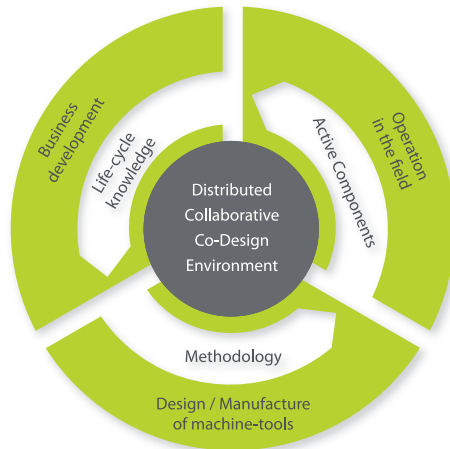 Business
development
Life-cycle
knowledge
Distributed
Collaborative
Co-Design
Environment
Active Components
Operation
in the field
Methodology
Design / Manufacture
of machine-tools